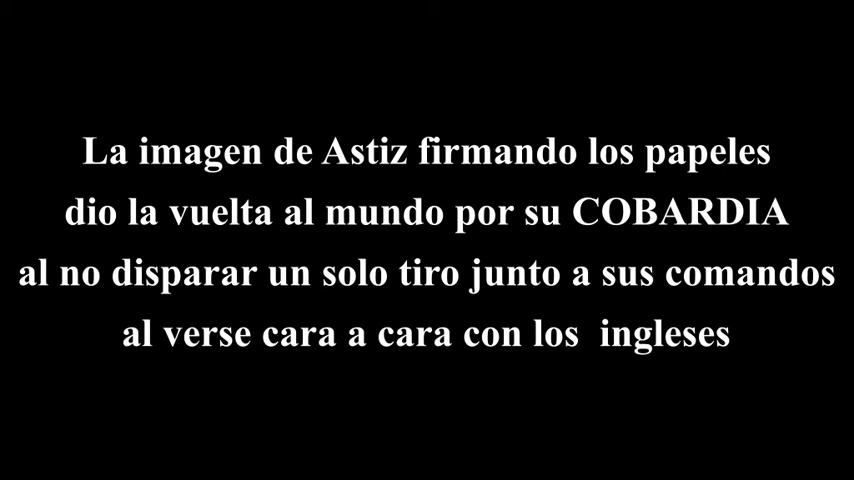 La imagen de Astiz firmando los papeles
dio la vuelta al mundo por su COBARDIA
al no disparar un solo tiro junto a sus comandos
al verse cara a cara con los  ingleses